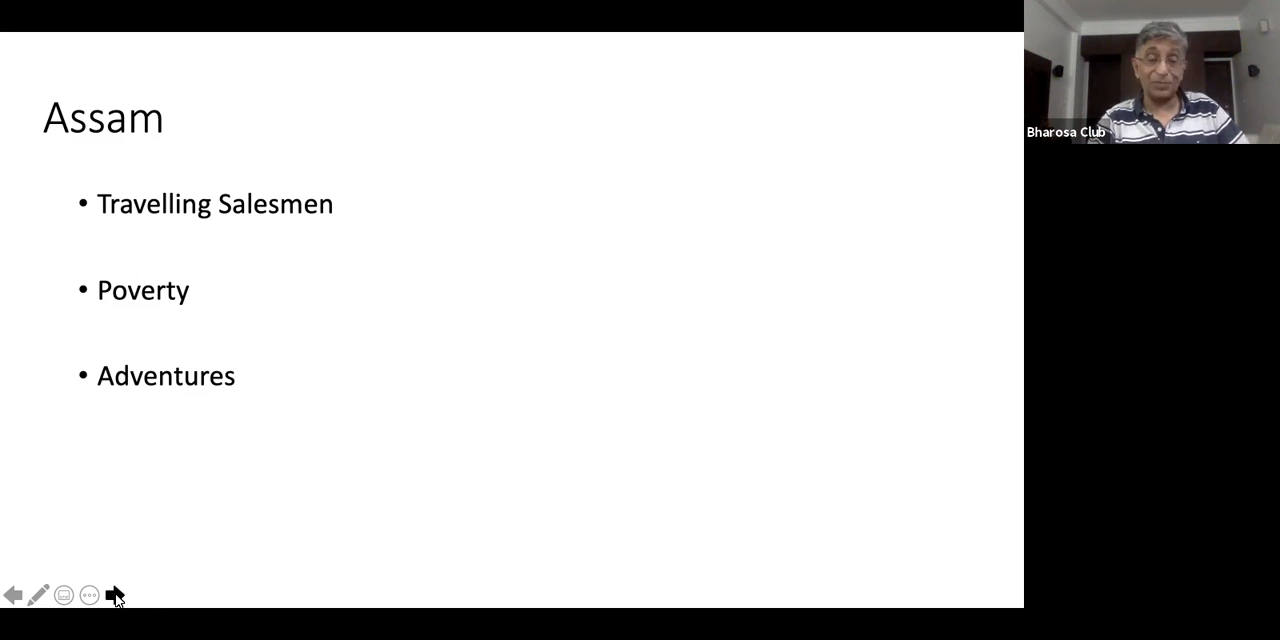 Assam
• Travelling Salesmen
• Poverty
• Adventures
Bharosa Club